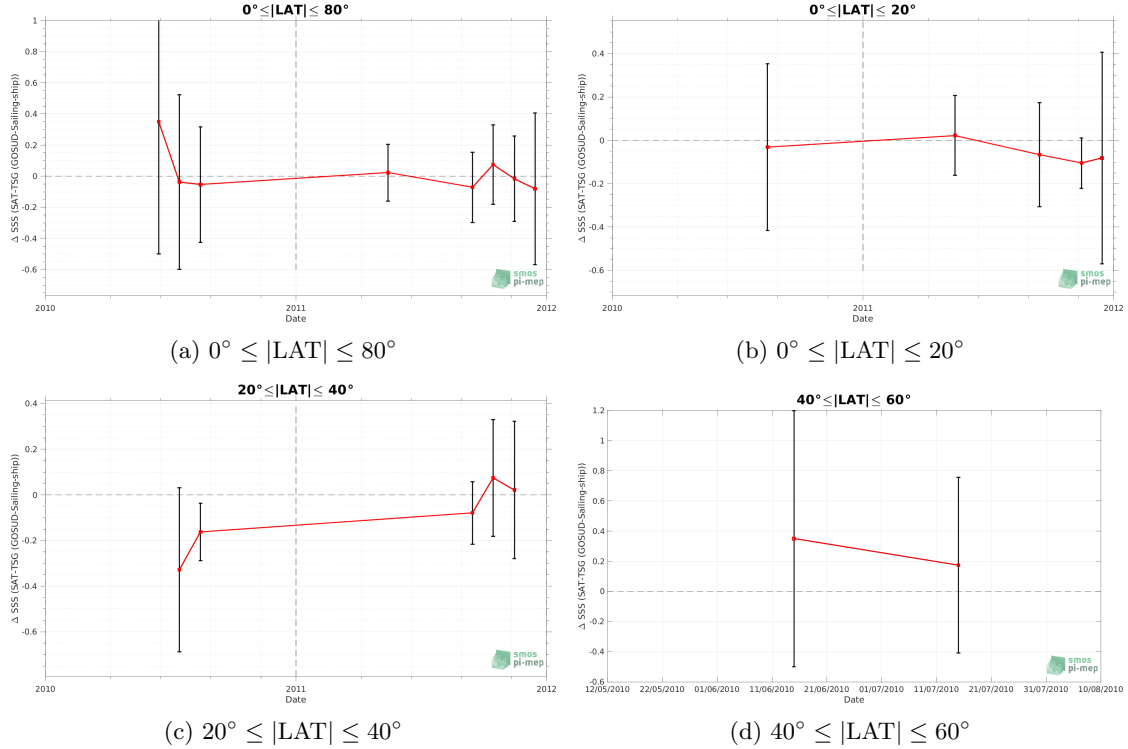 0°≤|LAT|≤ 80°
Δ SSS (SAT-TSG (GOSUD-Sailing-ship))
1
0.8
0.6
0.4
0.2
0
-0.2
-0.4
-0.6
2010
2011
2012
Date
smos
pi-mep
(a) 0° ≤ |LAT| ≤ 80°
0°≤|LAT|≤ 20°
Δ SSS (SAT-TSG (GOSUD-Sailing-ship))
0.4
0.2
0
-0.2
-0.4
-0.6
2010
2011
2012
Date
smos
pi-mep
(b) 0° ≤ |LAT| ≤ 20°
20°≤|LAT|≤ 40°
Δ SSS (SAT-TSG (GOSUD-Sailing-ship))
0.4
0.2
0
-0.2
-0.4
-0.6
2010
2011
2012
Date
smos
pi-mep
(c) 20° ≤ |LAT| ≤ 40°
40°≤|LAT|≤ 60°
Δ SSS (SAT-TSG (GOSUD-Sailing-ship))
1.2
1
0.8
0.6
0.4
0.2
0
-0.2
-0.4
-0.6
12/05/2010 22/05/2010 01/06/2010 11/06/2010 21/06/2010 01/07/2010 11/07/2010 21/07/2010 31/07/2010 10/08/2010
Date
smos
pi-mep
(d) 40° ≤ |LAT| ≤ 60°